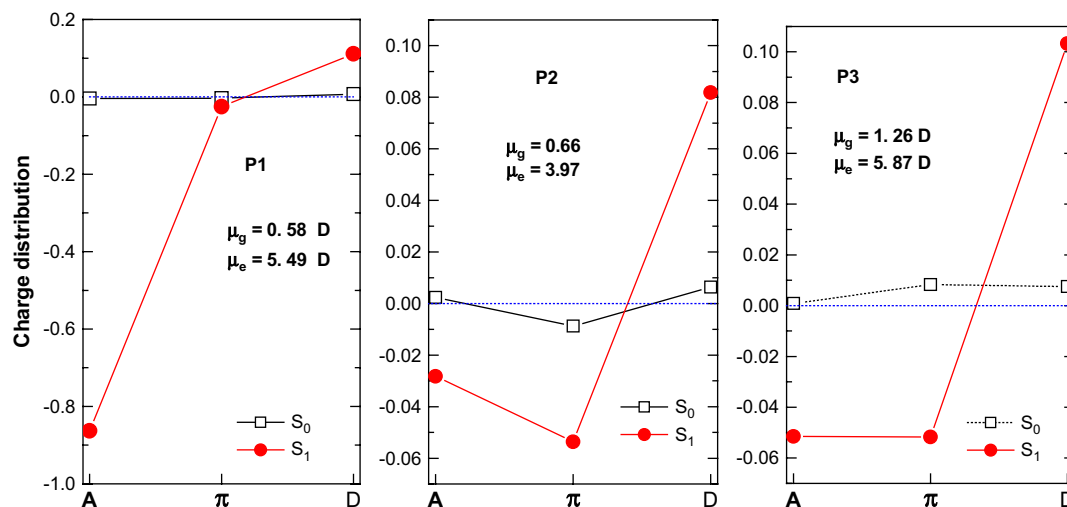 Charge distribution
0.2
0.0
-0.2
-0.4
-0.6
-0.8
-1.0
P1
μg = 0. 58 D
μe = 5.49 D
S0
S1
A π D
0.10
0.08
0.06
0.04
0.02
0.00
-0.02
-0.04
-0.06
P2
μg = 0.66
μe = 3.97
S0
S1
A π D
0.10
0.08
0.06
0.04
0.02
0.00
-0.02
-0.04
-0.06
P3
μg = 1. 26 D
μe = 5. 87 D
S0
S1
A π D